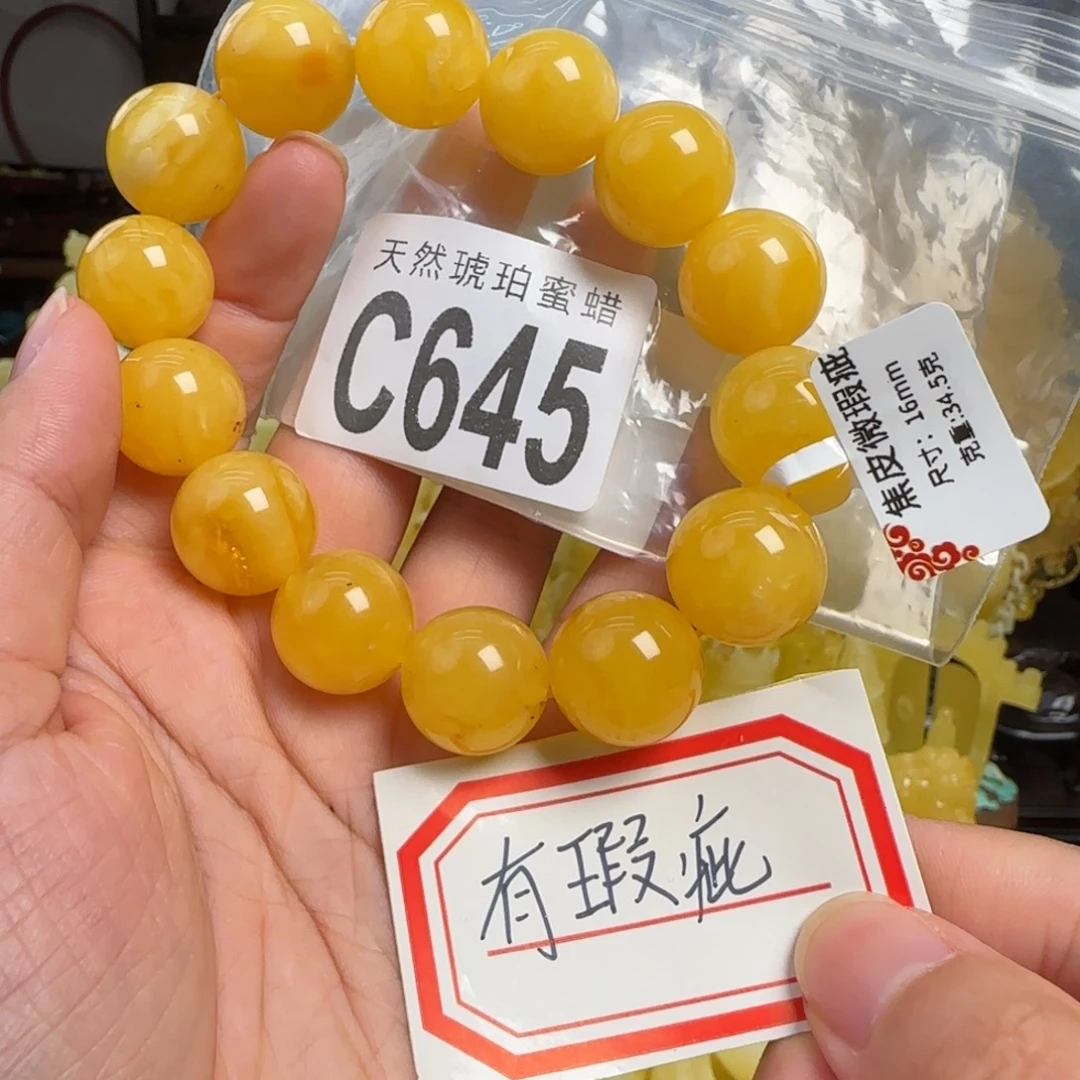 天然琥珀蜜蜡
C645
焦皮微瑕疵
尺寸：16mm
克重:34.5克
有瑕疵